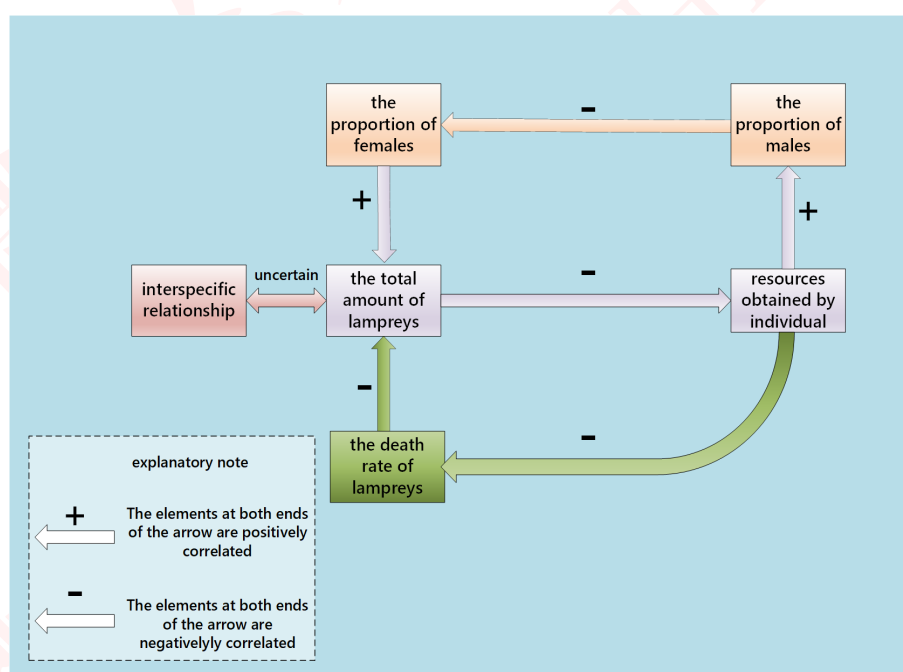 the
proportion of
females
-
the
proportion of
males
+
+
interspecific
relationship
uncertain
the total
amount of
lampreys
-
resources
obtained by
individual
-
the death
rate of
lampreys
-
explanatory note
+
The elements at both ends
of the arrow are positively
correlated
-
The elements at both ends
of the arrow are
negativelyly correlated